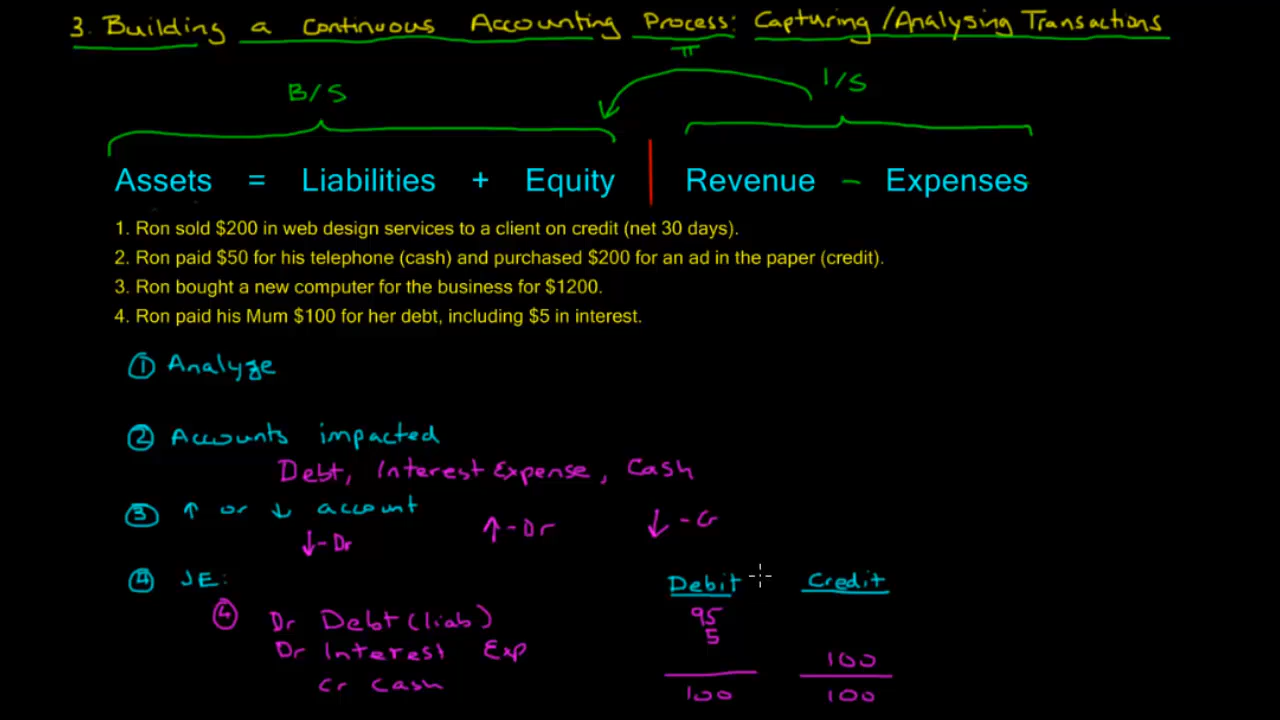 3. Building a Continuous Accounting Process: Capturing/Analysing Transactions
B/S
I/S
Assets = Liabilities + Equity | Revenue - Expenses
1. Ron sold $200 in web design services to a client on credit (net 30 days).
2. Ron paid $50 for his telephone (cash) and purchased $200 for an ad in the paper (credit).
3. Ron bought a new computer for the business for $1200.
4. Ron paid his Mum $100 for her debt, including $5 in interest.
① Analyze
② Accounts impacted
Debt, Interest Expense, Cash
③ ↑ or ↓ account
↓-Dr ↑-Dr ↓-Cr
④ JE: Debit Credit
④ Dr Debt (liab) 95
Dr Interest Exp 5
Cr Cash 100
100 100